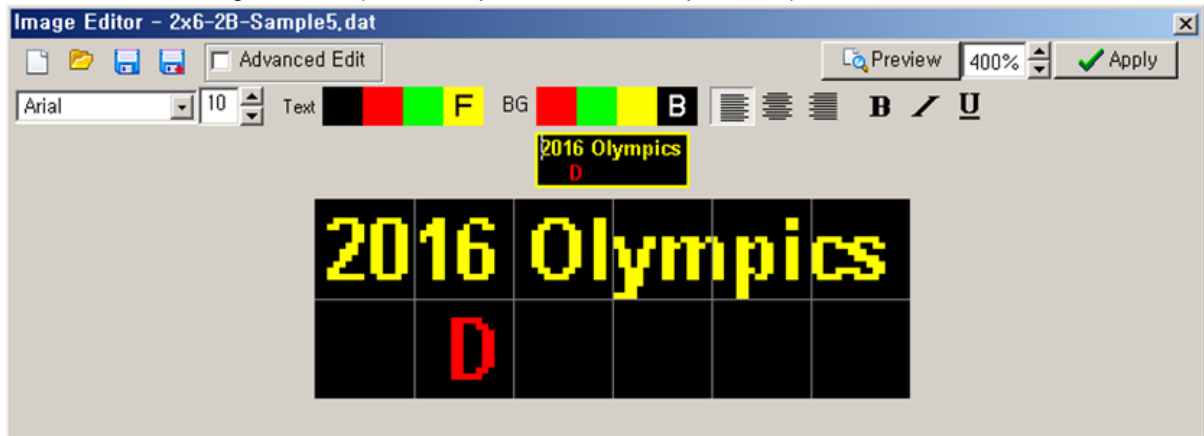 Image Editor - 2x6-2B-Sample5.dat
Advanced Edit
Preview 400% Apply
Arial 10 Text F BG B B I U
2016 Olympics
D
2016 Olympics
D